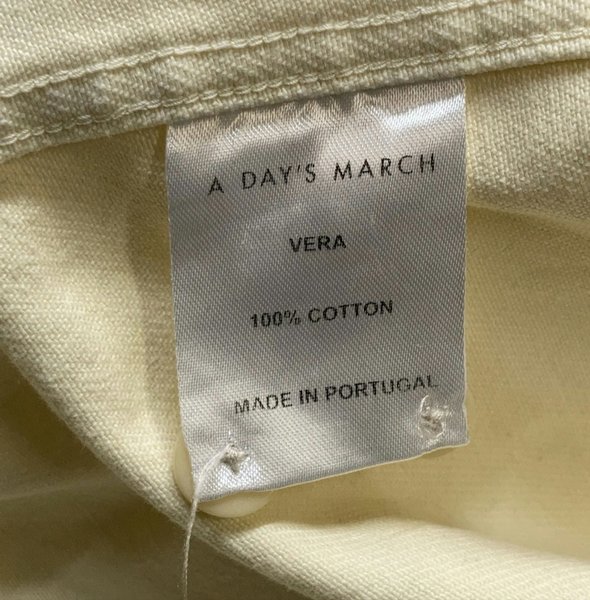 A DAY'S MARCH
VERA
100% COTTON
MADE IN PORTUGAL